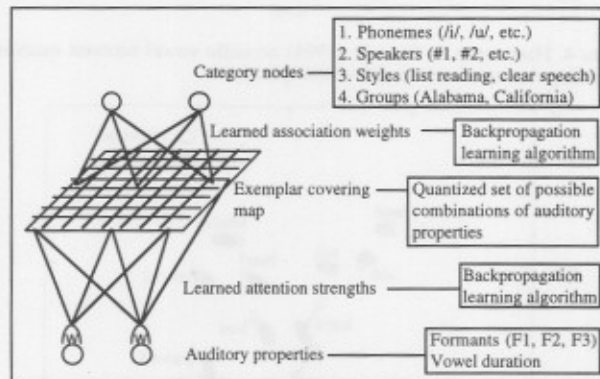 1. Phonemes (/i/, /u/, etc.)
2. Speakers (#1, #2, etc.)
Category nodes
3. Styles (list reading, clear speech)
4. Groups (Alabama, California)
Learned association weights
Backpropagation
learning algorithm
Exemplar covering
map
Quantized set of possible
combinations of auditory
properties
Learned attention strengths
Backpropagation
learning algorithm
Auditory properties
Formants (F1, F2, F3)
Vowel duration